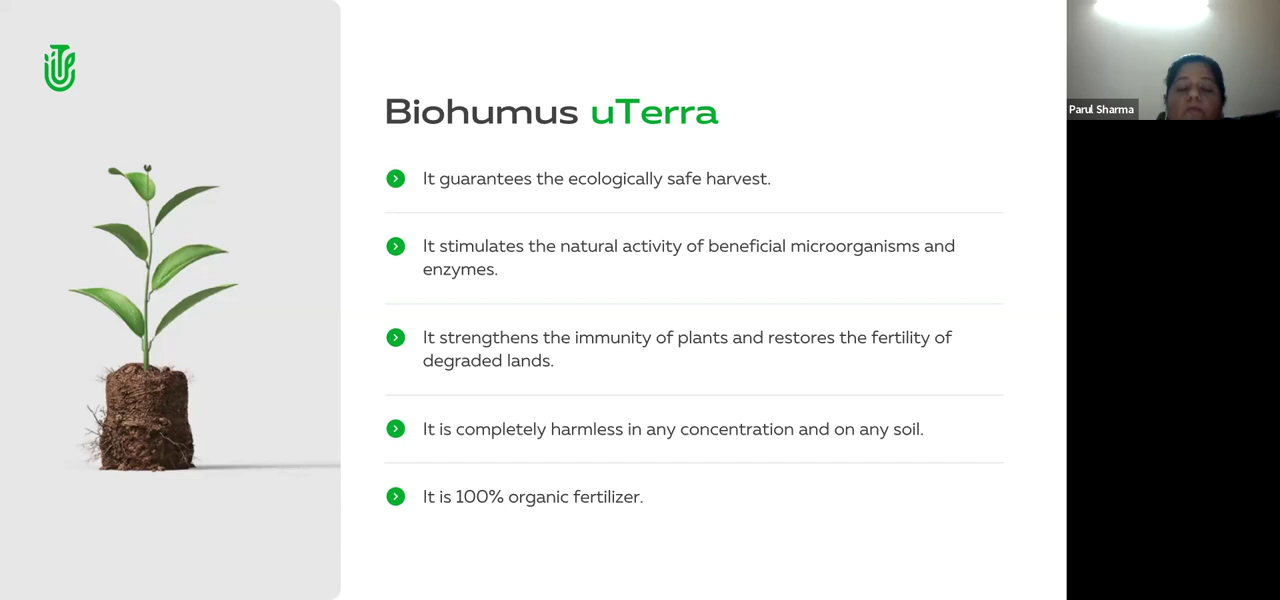 Biohumus uTerra
It guarantees the ecologically safe harvest.
It stimulates the natural activity of beneficial microorganisms and
enzymes.
It strengthens the immunity of plants and restores the fertility of
degraded lands.
It is completely harmless in any concentration and on any soil.
It is 100% organic fertilizer.
Parul Sharma